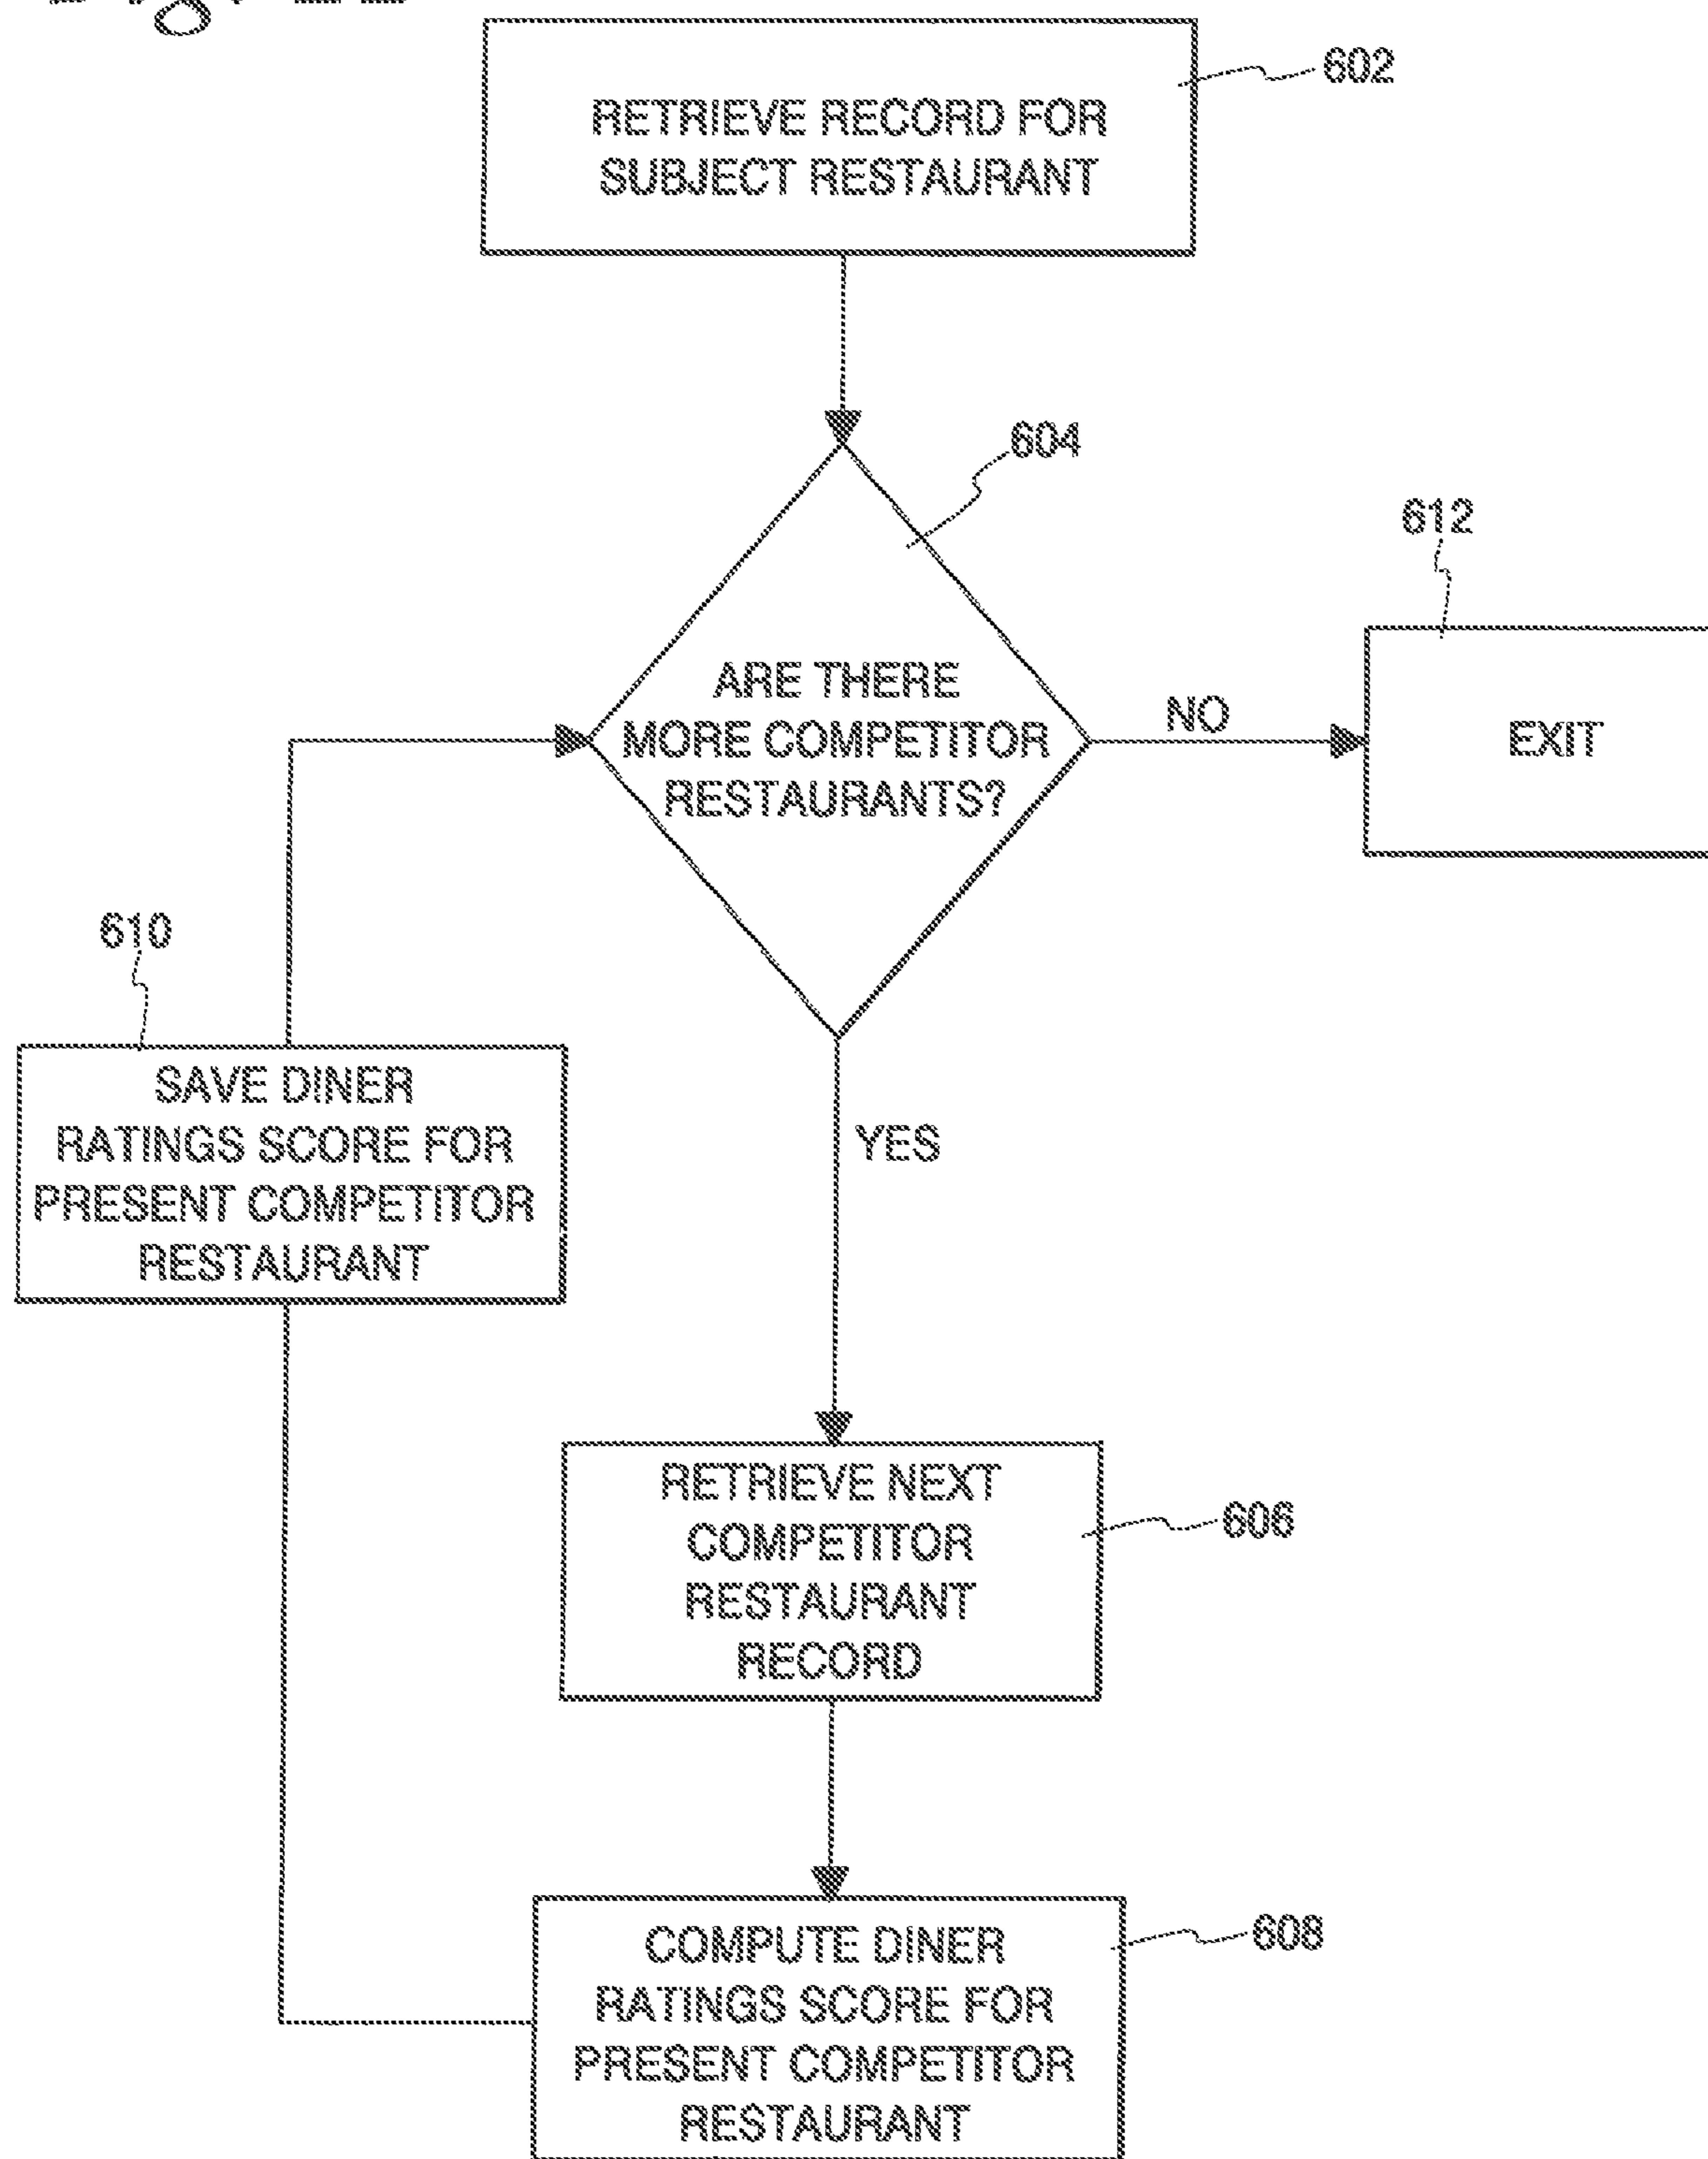 RETRIEVE RECORD FOR
SUBJECT RESTAURANT
602
604
612
ARE THERE
MORE COMPETITOR
RESTAURANTS?
NO
EXIT
610
SAVE DINER
RATINGS SCORE FOR
PRESENT COMPETITOR
RESTAURANT
YES
RETRIEVE NEXT
COMPETITOR
RESTAURANT
RECORD
606
COMPUTE DINER
RATINGS SCORE FOR
PRESENT COMPETITOR
RESTAURANT
608